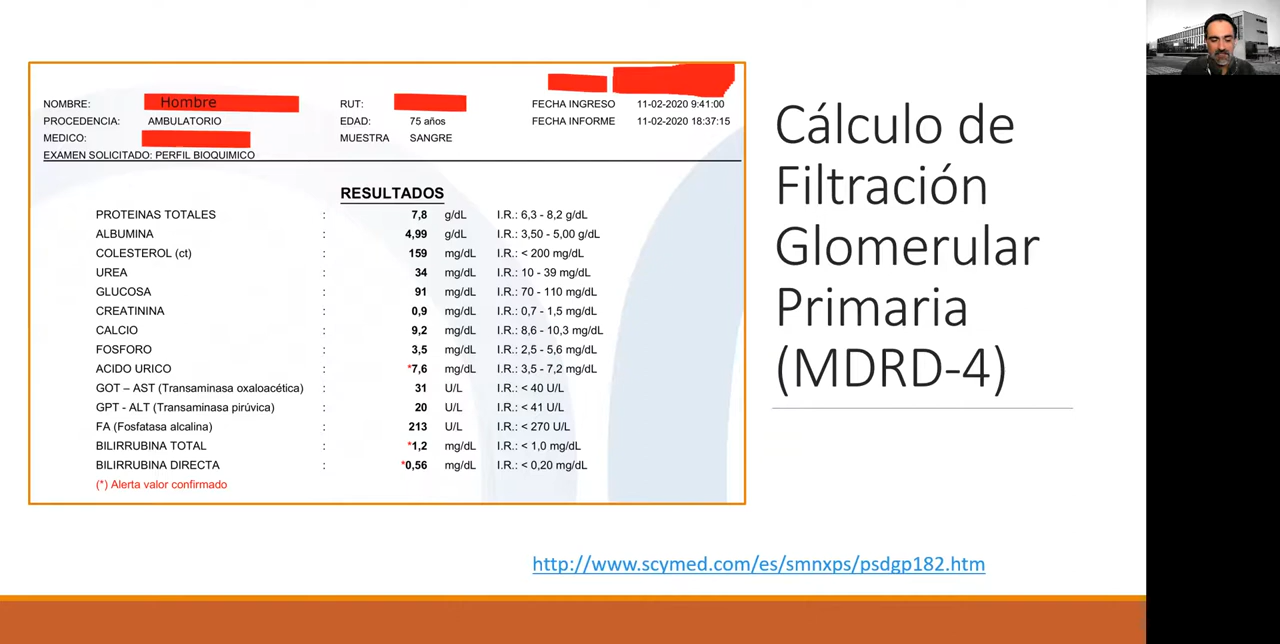 NOMBRE: Hombre RUT: FECHA INGRESO 11-02-2020 9:41:00
PROCEDENCIA: AMBULATORIO EDAD: 75 años FECHA INFORME 11-02-2020 18:37:15
MEDICO: MUESTRA SANGRE
EXAMEN SOLICITADO: PERFIL BIOQUIMICO
RESULTADOS
PROTEINAS TOTALES : 7,8 g/dL I.R.: 6,3 - 8,2 g/dL
ALBUMINA : 4,99 g/dL I.R.: 3,50 - 5,00 g/dL
COLESTEROL (ct) : 159 mg/dL I.R.: < 200 mg/dL
UREA : 34 mg/dL I.R.: 10 - 39 mg/dL
GLUCOSA : 91 mg/dL I.R.: 70 - 110 mg/dL
CREATININA : 0,9 mg/dL I.R.: 0,7 - 1,5 mg/dL
CALCIO : 9,2 mg/dL I.R.: 8,6 - 10,3 mg/dL
FOSFORO : 3,5 mg/dL I.R.: 2,5 - 5,6 mg/dL
ACIDO URICO : *7,6 mg/dL I.R.: 3,5 - 7,2 mg/dL
GOT – AST (Transaminasa oxaloacética) : 31 U/L I.R.: < 40 U/L
GPT - ALT (Transaminasa pirúvica) : 20 U/L I.R.: < 41 U/L
FA (Fosfatasa alcalina) : 213 U/L I.R.: < 270 U/L
BILIRRUBINA TOTAL : *1,2 mg/dL I.R.: < 1,0 mg/dL
BILIRRUBINA DIRECTA : *0,56 mg/dL I.R.: < 0,20 mg/dL
(*) Alerta valor confirmado
Cálculo de
Filtración
Glomerular
Primaria
(MDRD-4)
http://www.scymed.com/es/smnxps/psdgp182.htm